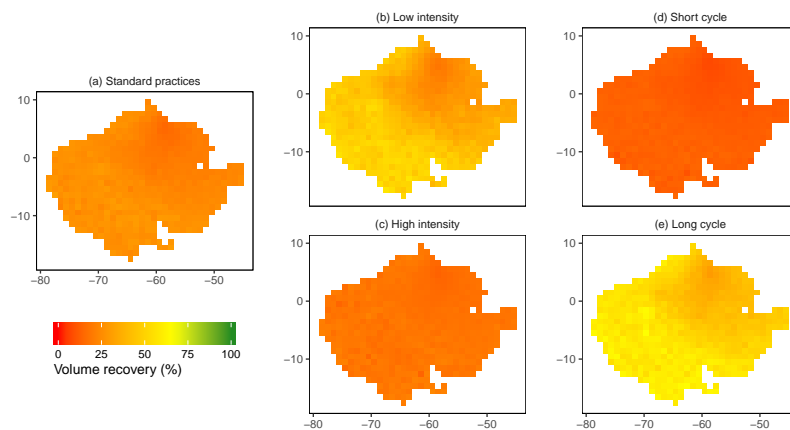 (a) Standard practices
10
0
−10
−80 −70 −60 −50
0 25 50 75 100
Volume recovery (%)
(b) Low intensity
10
0
−10
(c) High intensity
10
0
−10
−80 −70 −60 −50
(d) Short cycle
10
0
−10
(e) Long cycle
10
0
−10
−80 −70 −60 −50